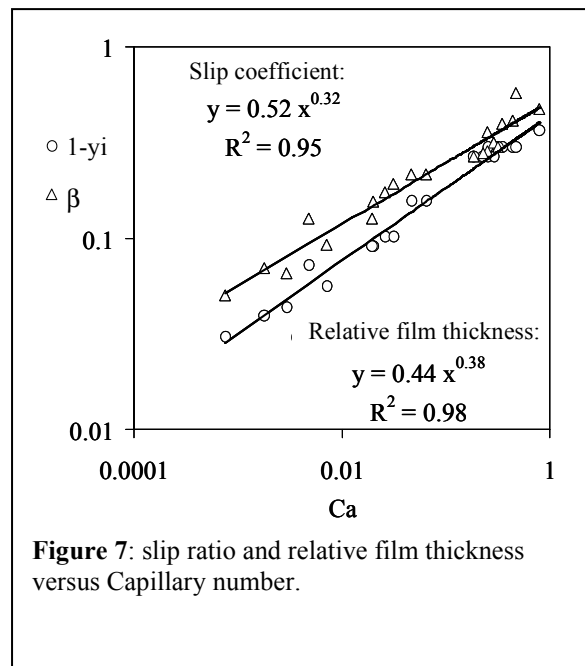 1
Slip coefficient:
y = 0.52 x^0.32
R^2 = 0.95
1-yi
β
0.1
Relative film thickness:
y = 0.44 x^0.38
R^2 = 0.98
0.01
0.0001 0.01 1
Ca
Figure 7: slip ratio and relative film thickness
versus Capillary number.